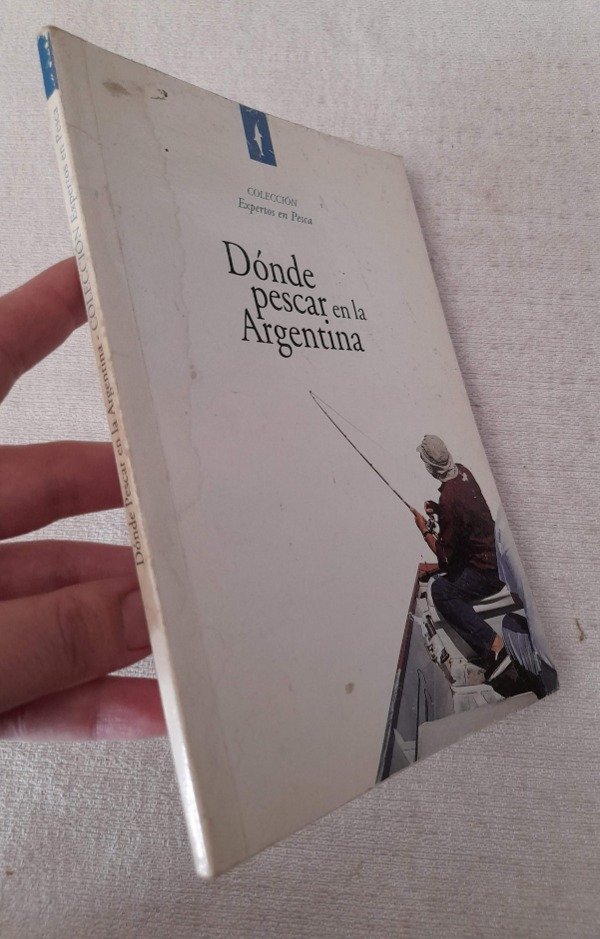 COLECCIÓN
Expertos en Pesca
Dónde
pescar en la
Argentina
Dónde Pescar en la Argentina - COLECCIÓN Expertos en Pesca